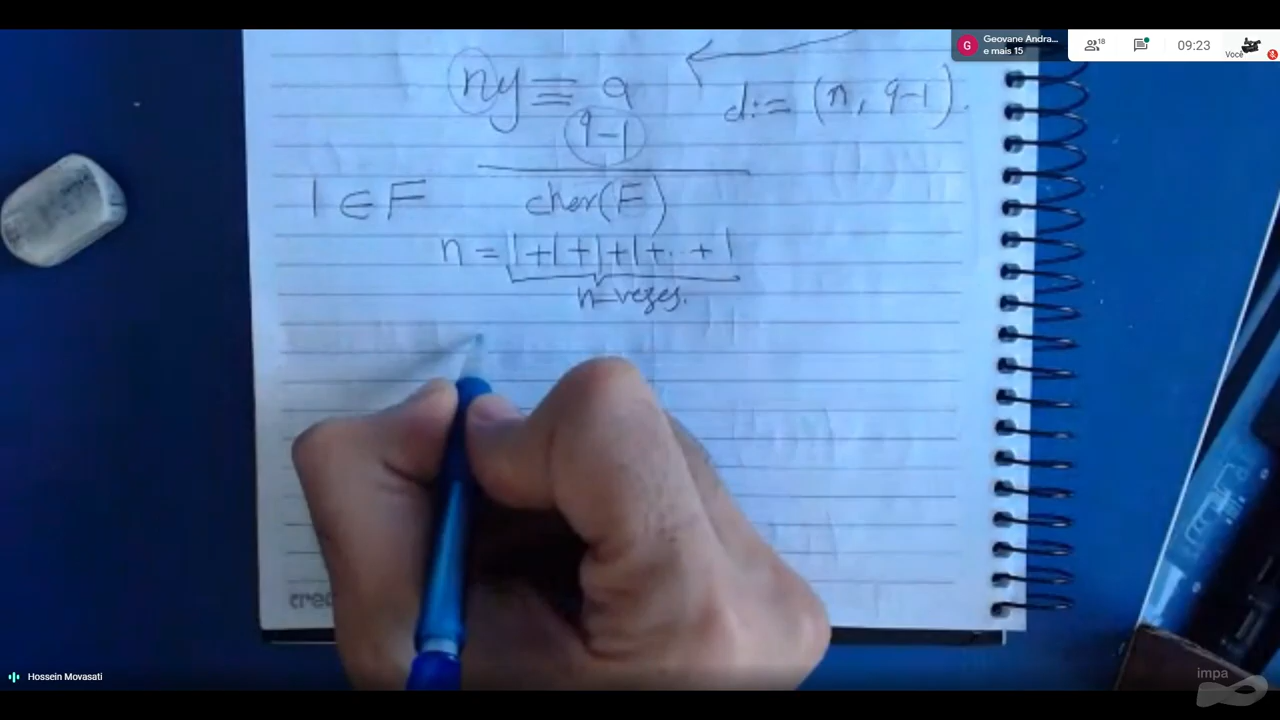 Geovane Andra...
e mais 15
18
09:23
Você
ny ≡ a
q-1
d:= (n, q-1).
1 ∈ F
char(F)
n = 1+1+1+1+...+1
n-vezes.
crec
Hossein Movasati
impa